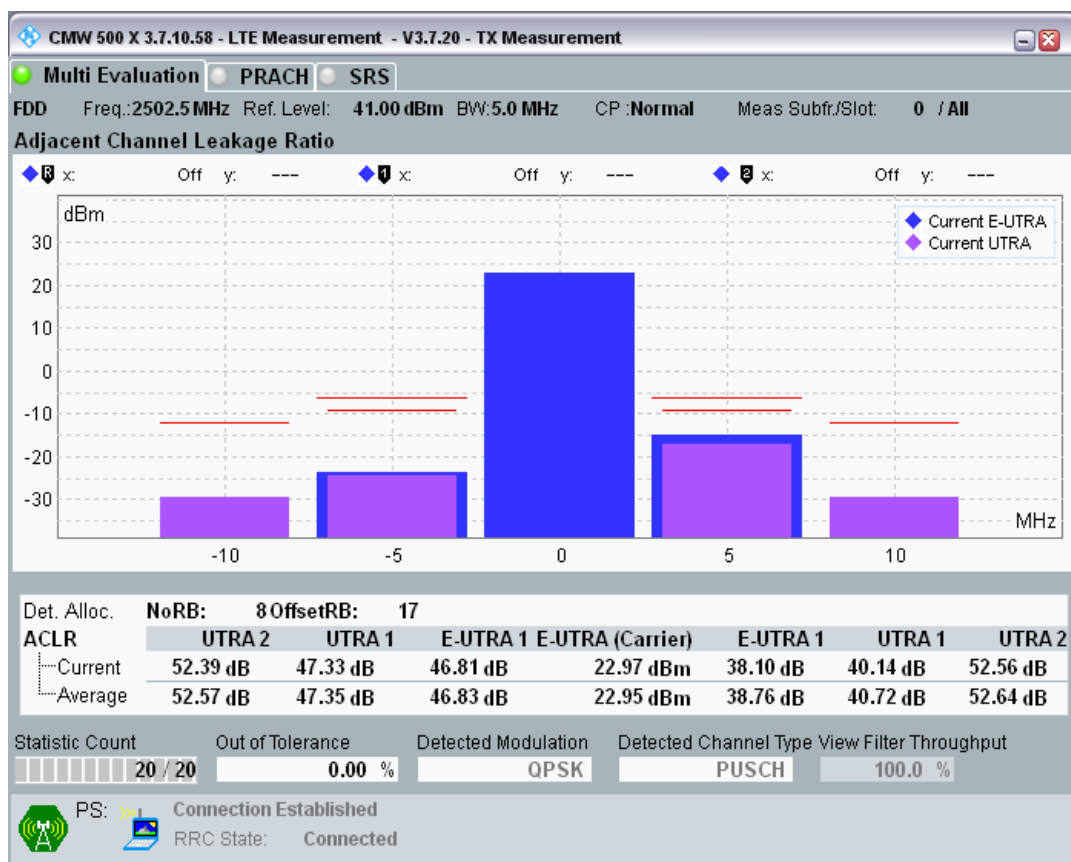 CMW 500 X 3.7.10.58 - LTE Measurement - V3.7.20 - TX Measurement
Multi Evaluation PRACH SRS
FDD Freq.:2502.5 MHz Ref. Level: 41.00 dBm BW:5.0 MHz CP :Normal Meas Subfr./Slot: 0 / All
Adjacent Channel Leakage Ratio
R x: Off y: --- 1 x: Off y: --- 2 x: Off y: ---
dBm
Current E-UTRA
Current UTRA
30
20
10
0
-10
-20
-30
MHz
-10 -5 0 5 10
Det. Alloc. NoRB: 8 OffsetRB: 17
ACLR UTRA 2 UTRA 1 E-UTRA 1 E-UTRA (Carrier) E-UTRA 1 UTRA 1 UTRA 2
Current 52.39 dB 47.33 dB 46.81 dB 22.97 dBm 38.10 dB 40.14 dB 52.56 dB
Average 52.57 dB 47.35 dB 46.83 dB 22.95 dBm 38.76 dB 40.72 dB 52.64 dB
Statistic Count Out of Tolerance Detected Modulation Detected Channel Type View Filter Throughput
20 / 20 0.00 % QPSK PUSCH 100.0 %
PS: Connection Established
RRC State: Connected